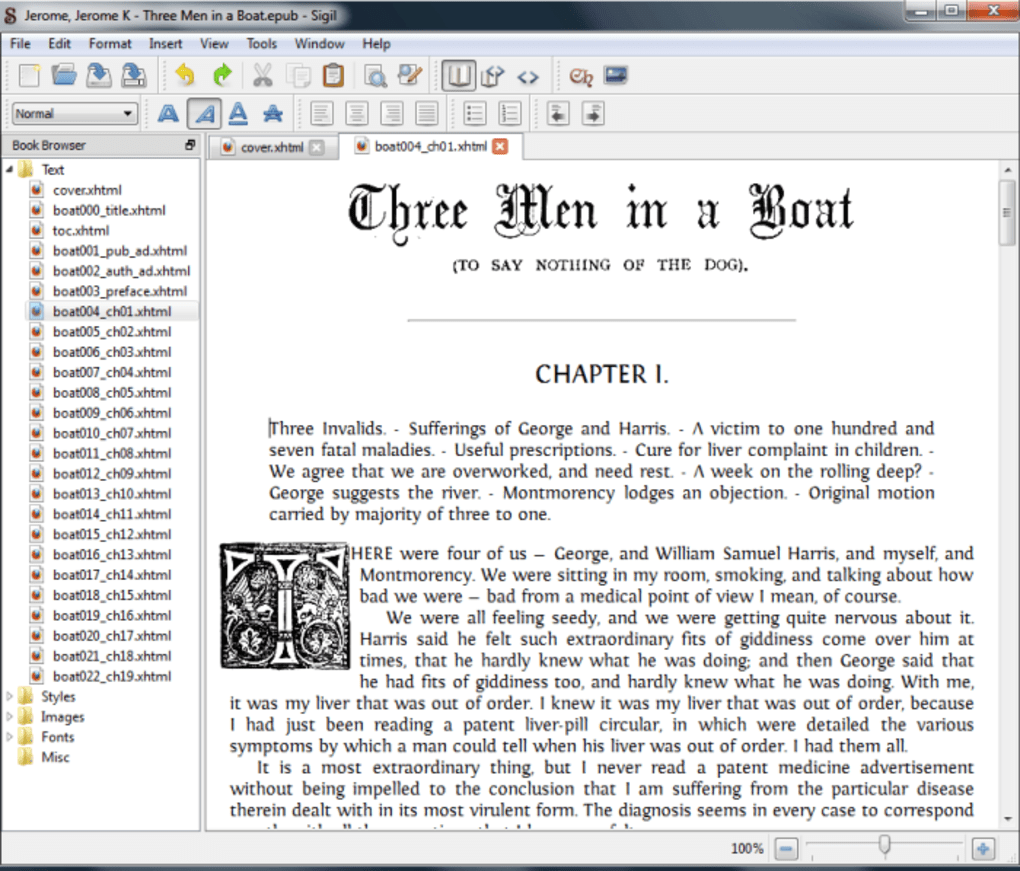 Jerome, Jerome K - Three Men in a Boat.epub - Sigil
File Edit Format Insert View Tools Window Help
Normal
Book Browser
cover.xhtml
boat004_ch01.xhtml
Text
cover.xhtml
boat000_title.xhtml
toc.xhtml
boat001_pub_ad.xhtml
boat002_auth_ad.xhtml
boat003_preface.xhtml
boat004_ch01.xhtml
boat005_ch02.xhtml
boat006_ch03.xhtml
boat007_ch04.xhtml
boat008_ch05.xhtml
boat009_ch06.xhtml
boat010_ch07.xhtml
boat011_ch08.xhtml
boat012_ch09.xhtml
boat013_ch10.xhtml
boat014_ch11.xhtml
boat015_ch12.xhtml
boat016_ch13.xhtml
boat017_ch14.xhtml
boat018_ch15.xhtml
boat019_ch16.xhtml
boat020_ch17.xhtml
boat021_ch18.xhtml
boat022_ch19.xhtml
Styles
Images
Fonts
Misc
Three Men in a Boat
(TO SAY NOTHING OF THE DOG).
CHAPTER I.
Three Invalids. - Sufferings of George and Harris. - A victim to one hundred and
seven fatal maladies. - Useful prescriptions. - Cure for liver complaint in children. -
We agree that we are overworked, and need rest. - A week on the rolling deep? -
George suggests the river. - Montmorency lodges an objection. - Original motion
carried by majority of three to one.
THERE were four of us – George, and William Samuel Harris, and myself, and
Montmorency. We were sitting in my room, smoking, and talking about how
bad we were – bad from a medical point of view I mean, of course.
We were all feeling seedy, and we were getting quite nervous about it.
Harris said he felt such extraordinary fits of giddiness come over him at
times, that he hardly knew what he was doing; and then George said that
he had fits of giddiness too, and hardly knew what he was doing. With me,
it was my liver that was out of order. I knew it was my liver that was out of order, because
I had just been reading a patent liver-pill circular, in which were detailed the various
symptoms by which a man could tell when his liver was out of order. I had them all.
It is a most extraordinary thing, but I never read a patent medicine advertisement
without being impelled to the conclusion that I am suffering from the particular disease
therein dealt with in its most virulent form. The diagnosis seems in every case to correspond
100%